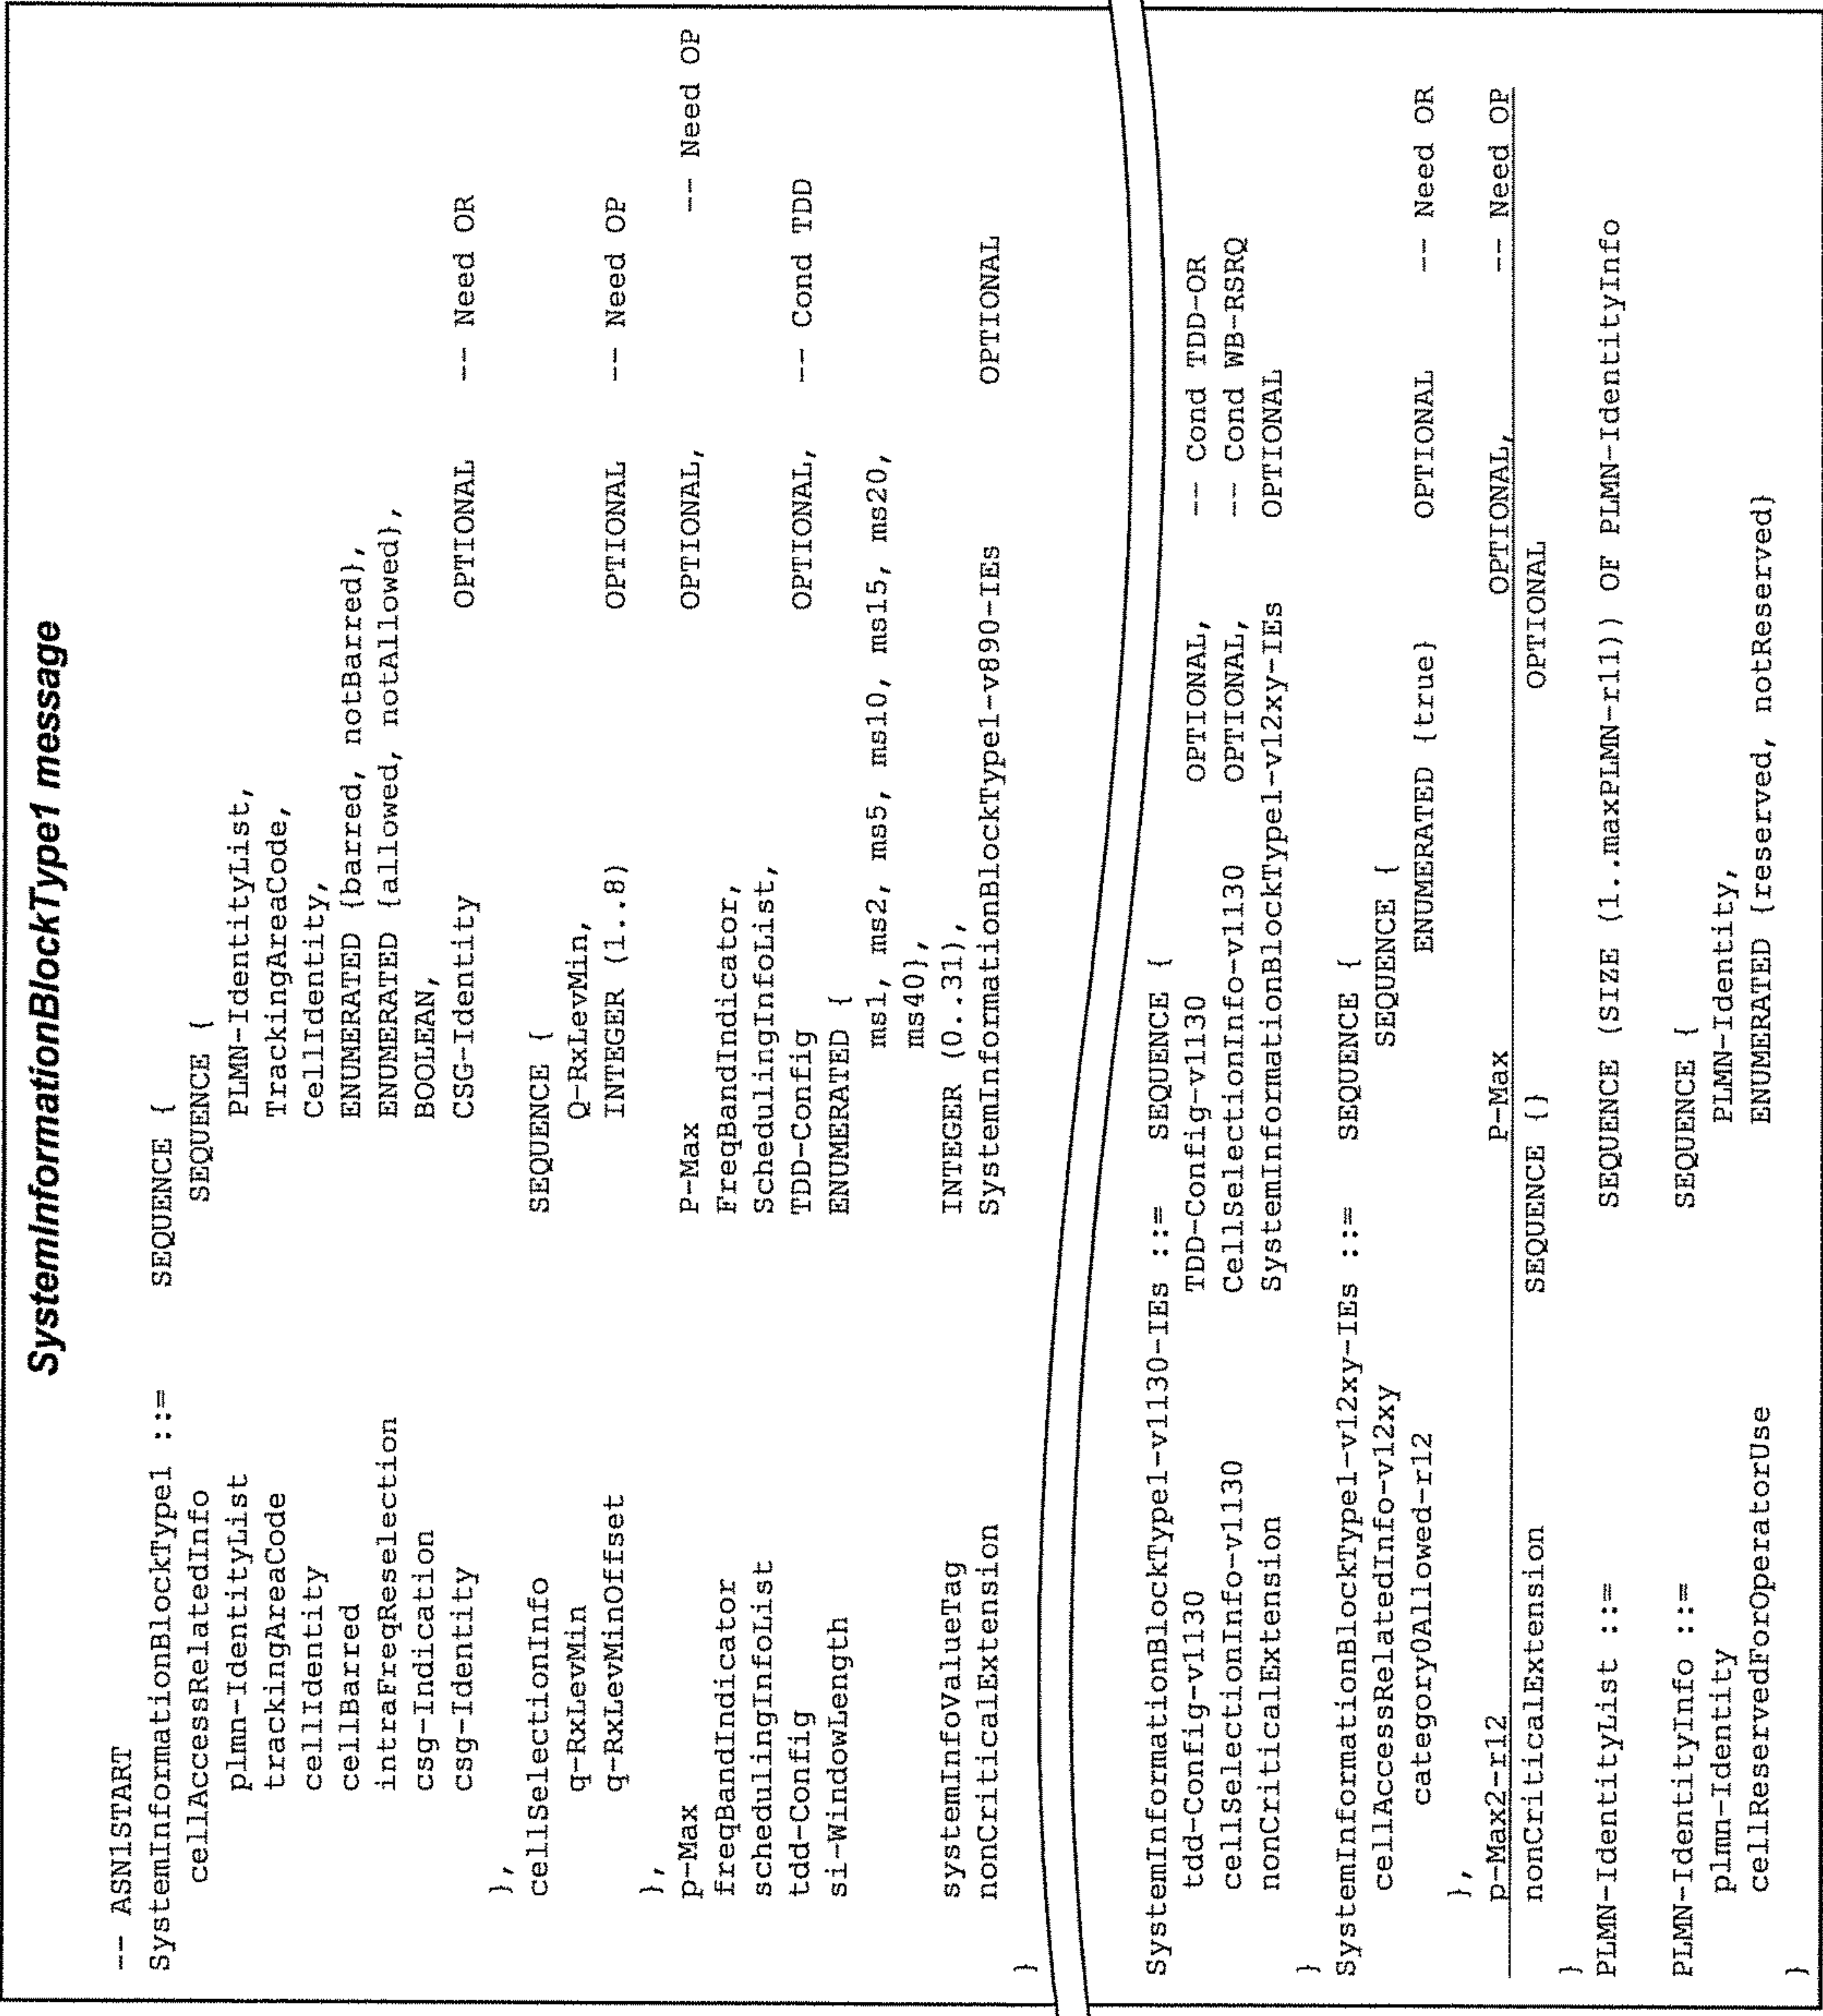 SystemInformationBlockType1 message
-- ASN1START
SystemInformationBlockType1 ::= SEQUENCE {
cellAccessRelatedInfo SEQUENCE {
plmn-IdentityList PLMN-IdentityList,
trackingAreaCode TrackingAreaCode,
cellIdentity CellIdentity,
cellBarred ENUMERATED {barred, notBarred},
intraFreqReselection ENUMERATED {allowed, notAllowed},
csg-Indication BOOLEAN,
csg-Identity CSG-Identity OPTIONAL -- Need OR
},
cellSelectionInfo SEQUENCE {
q-RxLevMin Q-RxLevMin,
q-RxLevMinOffset INTEGER (1..8) OPTIONAL -- Need OP
},
p-Max P-Max OPTIONAL, -- Need OP
freqBandIndicator FreqBandIndicator,
schedulingInfoList SchedulingInfoList,
tdd-Config TDD-Config OPTIONAL, -- Cond TDD
si-WindowLength ENUMERATED {
ms1, ms2, ms5, ms10, ms15, ms20,
ms40},
systemInfoValueTag INTEGER (0..31),
nonCriticalExtension SystemInformationBlockType1-v890-IEs OPTIONAL
}
SystemInformationBlockType1-v1130-IEs ::= SEQUENCE {
tdd-Config-v1130 TDD-Config-v1130 OPTIONAL, -- Cond TDD-OR
cellSelectionInfo-v1130 CellSelectionInfo-v1130 OPTIONAL, -- Cond WB-RSRQ
nonCriticalExtension SystemInformationBlockType1-v12xy-IEs OPTIONAL
}
SystemInformationBlockType1-v12xy-IEs ::= SEQUENCE {
cellAccessRelatedInfo-v12xy SEQUENCE {
category0Allowed-r12 ENUMERATED {true} OPTIONAL -- Need OR
},
p-Max2-r12 P-Max OPTIONAL, -- Need OP
nonCriticalExtension SEQUENCE {} OPTIONAL
}
PLMN-IdentityList ::= SEQUENCE (SIZE (1..maxPLMN-r11)) OF PLMN-IdentityInfo
PLMN-IdentityInfo ::= SEQUENCE {
plmn-Identity PLMN-Identity,
cellReservedForOperatorUse ENUMERATED {reserved, notReserved}
}